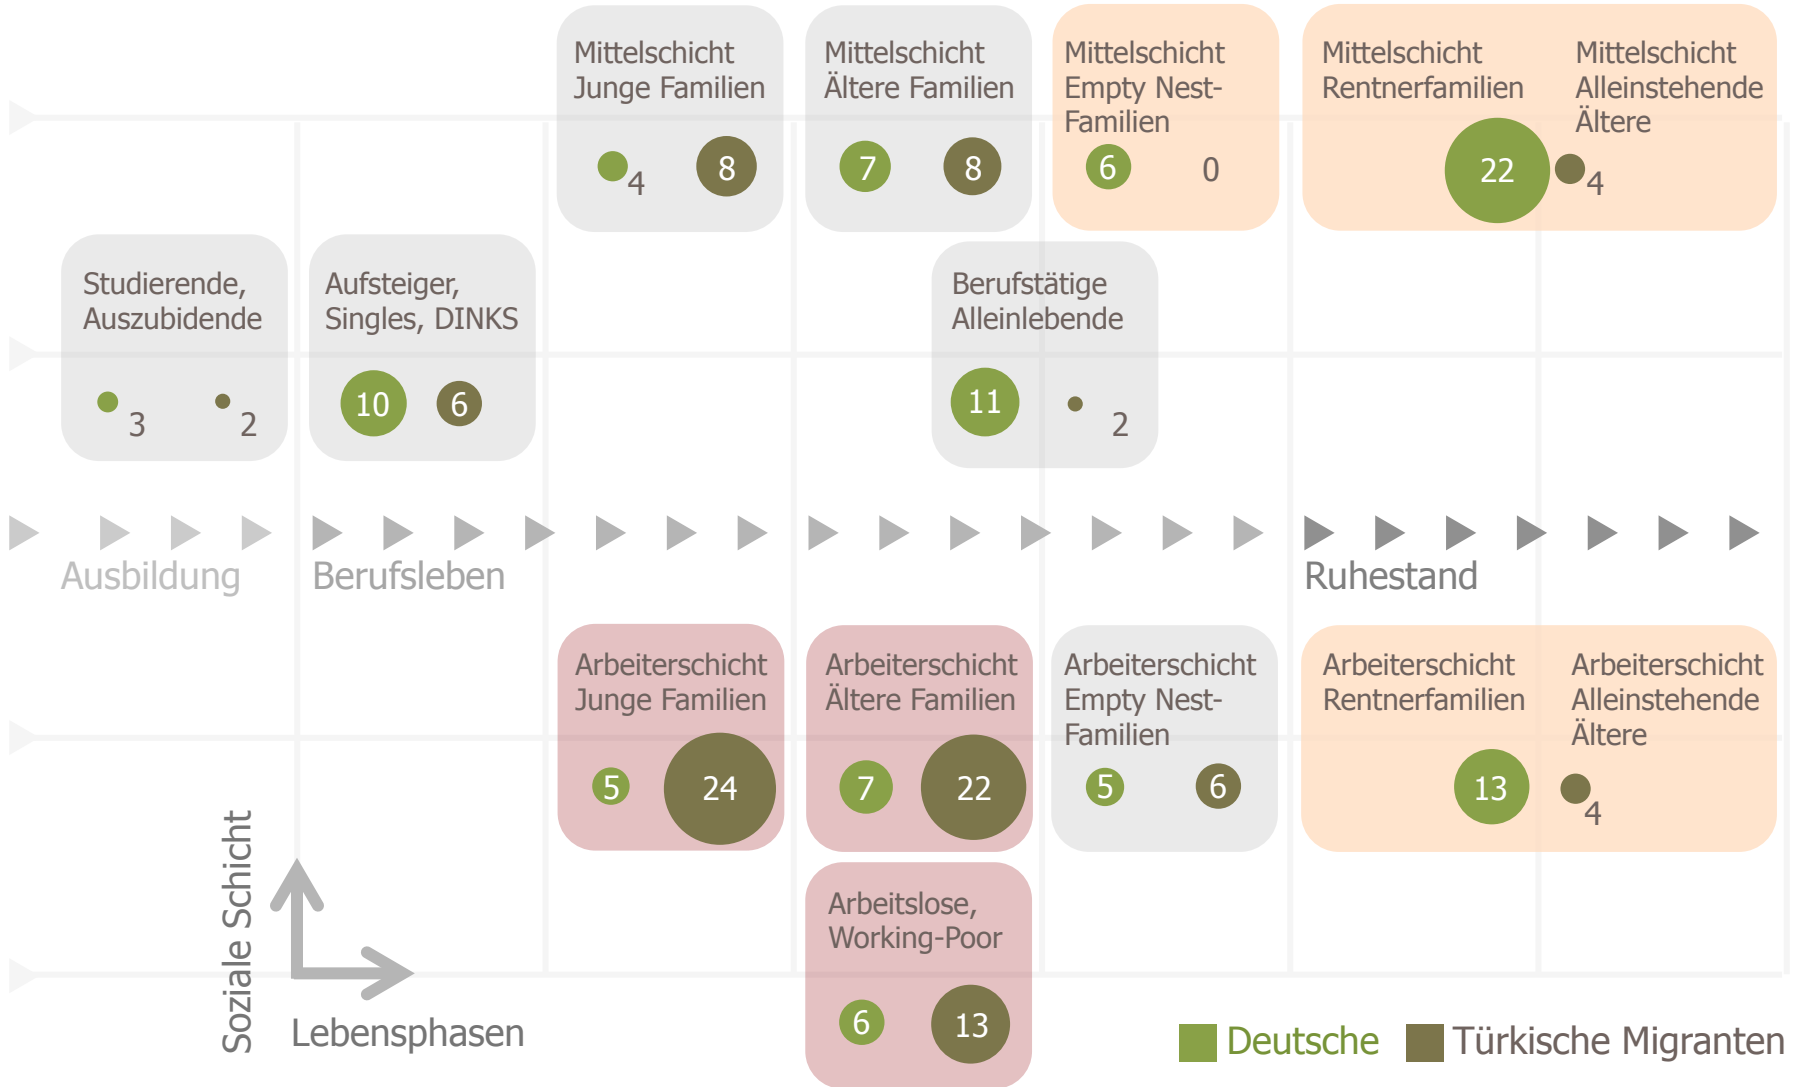 Mittelschicht
Junge Familien
4
8
Mittelschicht
Ältere Familien
7
8
Mittelschicht
Empty Nest-
Familien
6
0
Mittelschicht
Rentnerfamilien
Mittelschicht
Alleinstehende
Ältere
22
4
Studierende,
Auszubidende
3
2
Aufsteiger,
Singles, DINKS
10
6
Berufstätige
Alleinlebende
11
2
Ausbildung
Berufsleben
Ruhestand
Arbeiterschicht
Junge Familien
5
24
Arbeiterschicht
Ältere Familien
7
22
Arbeiterschicht
Empty Nest-
Familien
5
6
Arbeiterschicht
Rentnerfamilien
Arbeiterschicht
Alleinstehende
Ältere
13
4
Arbeitslose,
Working-Poor
6
13
Soziale Schicht
Lebensphasen
Deutsche
Türkische Migranten